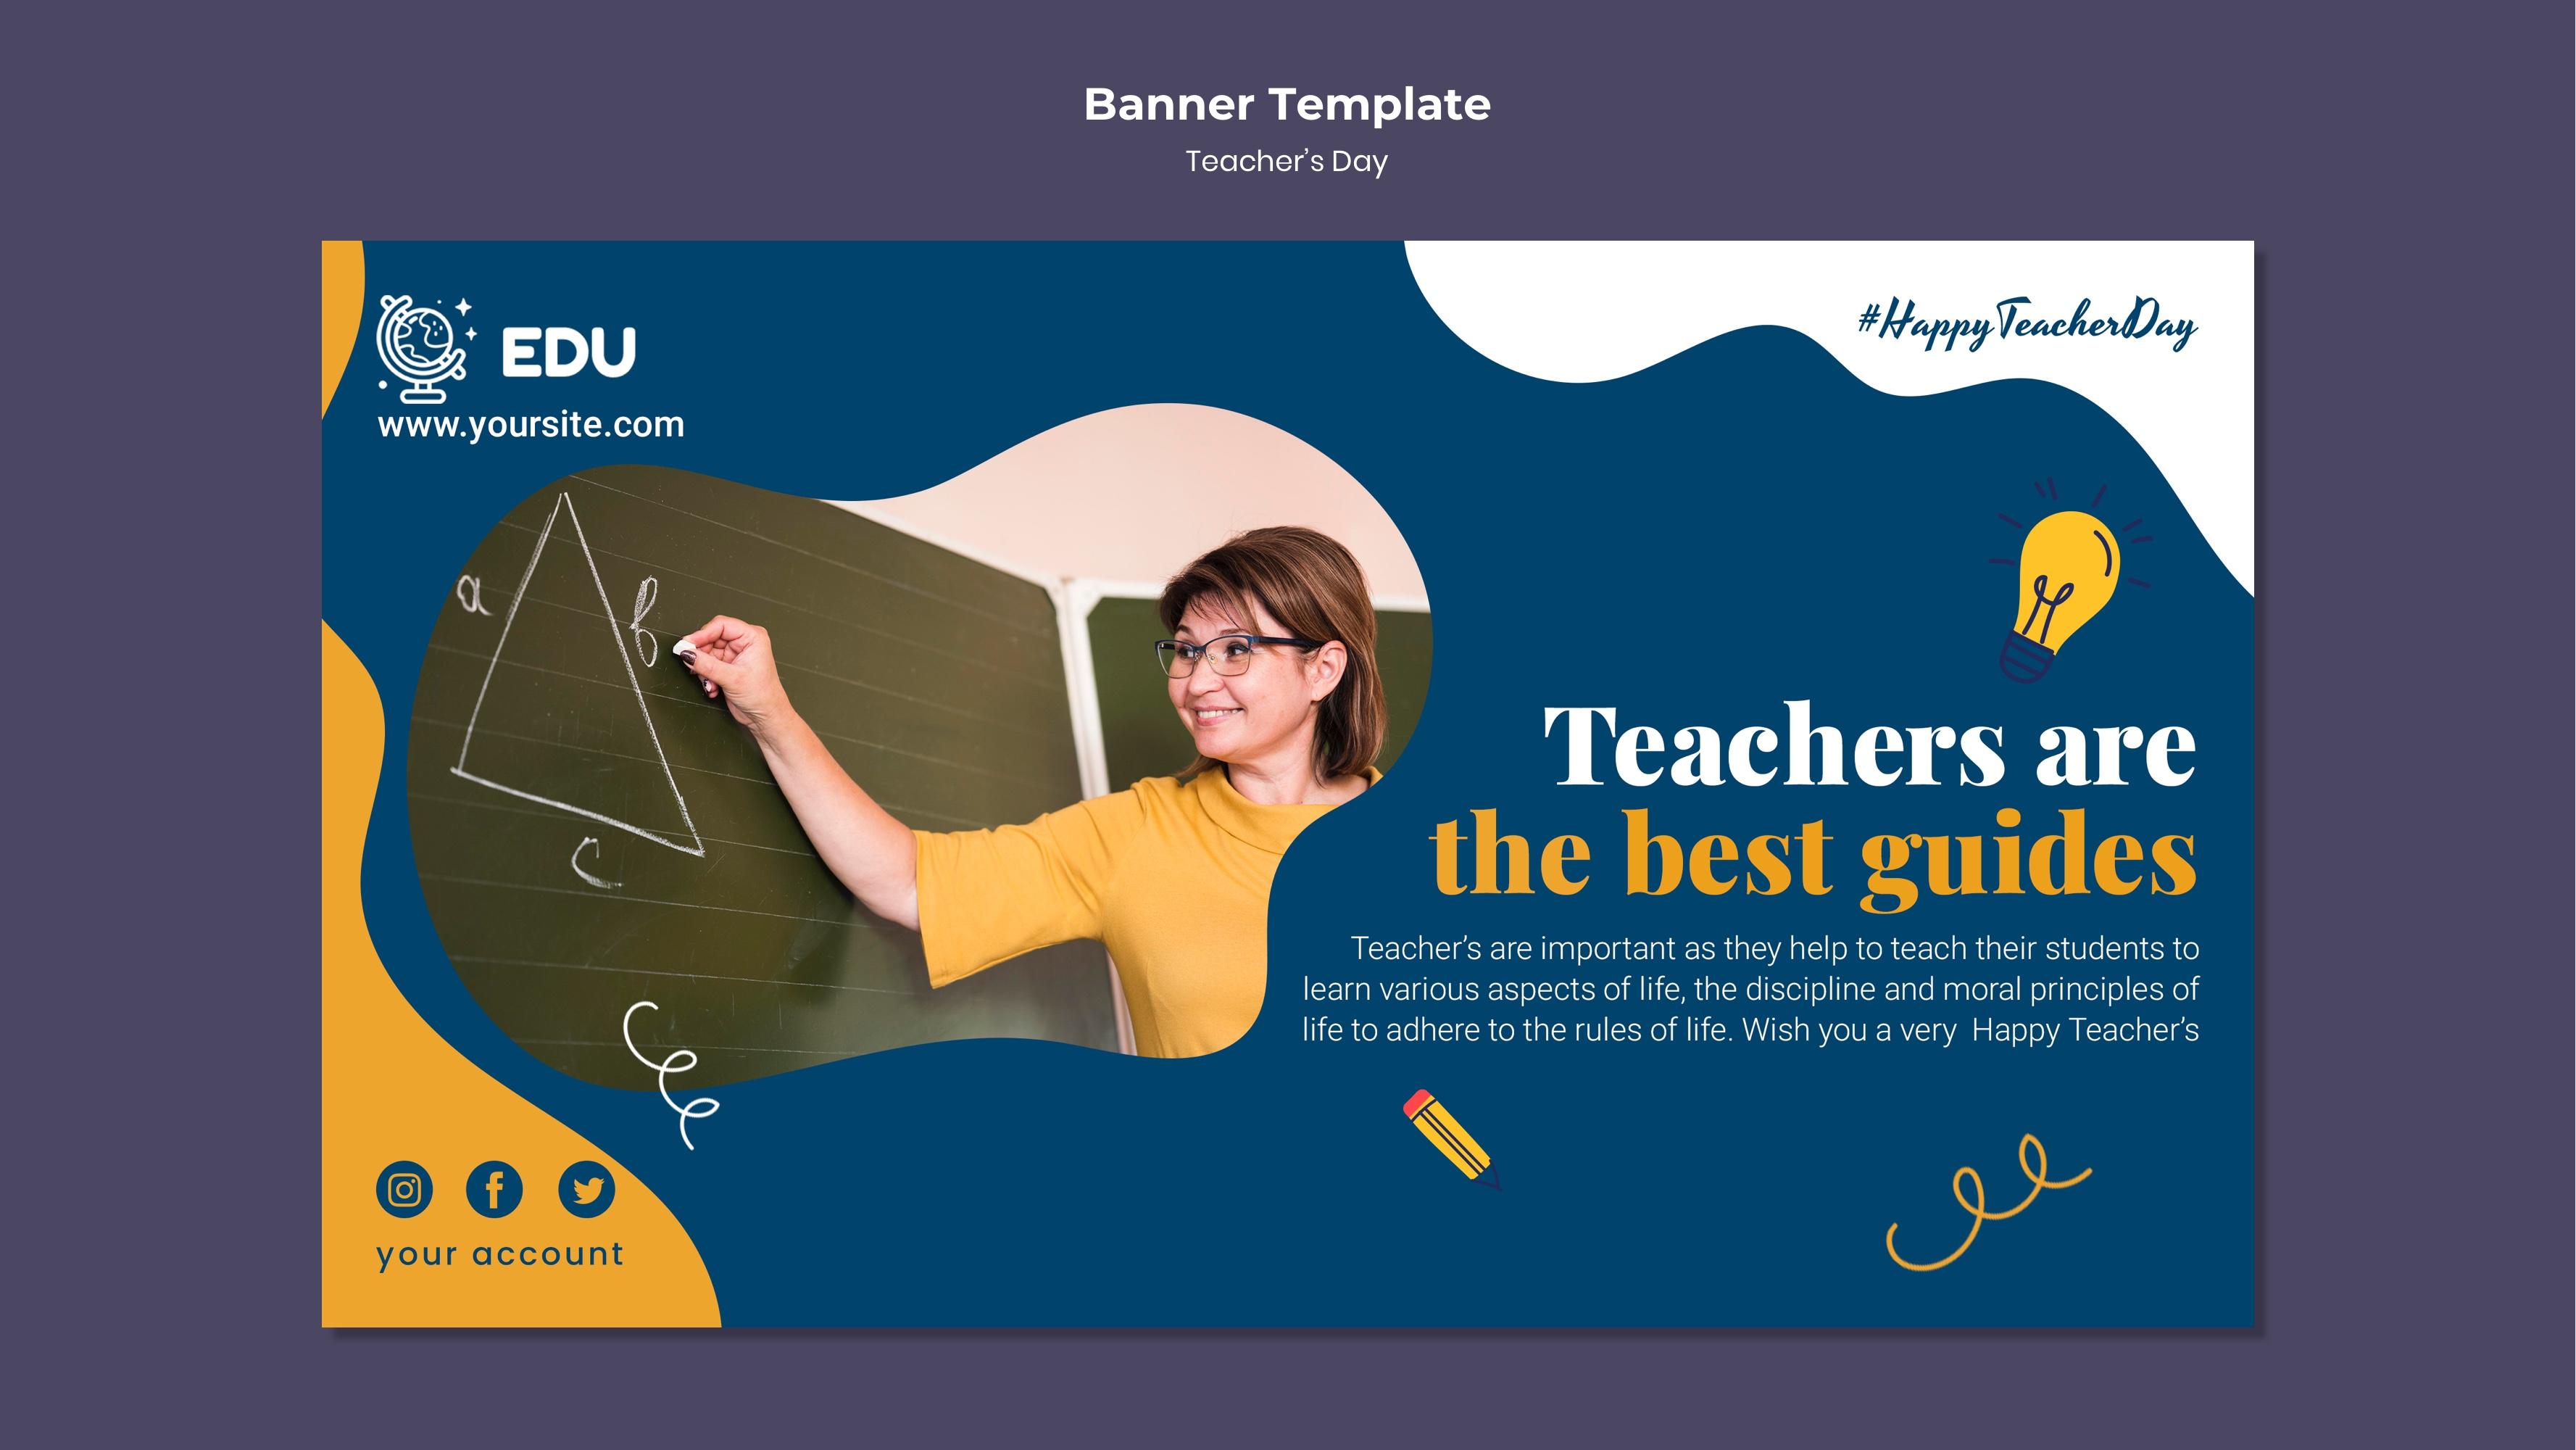 Banner Template
Teacher’s Day
EDU
www.yoursite.com
#HappyTeacherDay
a
b
c
Teachers are
the best guides
Teacher’s are important as they help to teach their students to
learn various aspects of life, the discipline and moral principles of
life to adhere to the rules of life. Wish you a very  Happy Teacher’s
your account